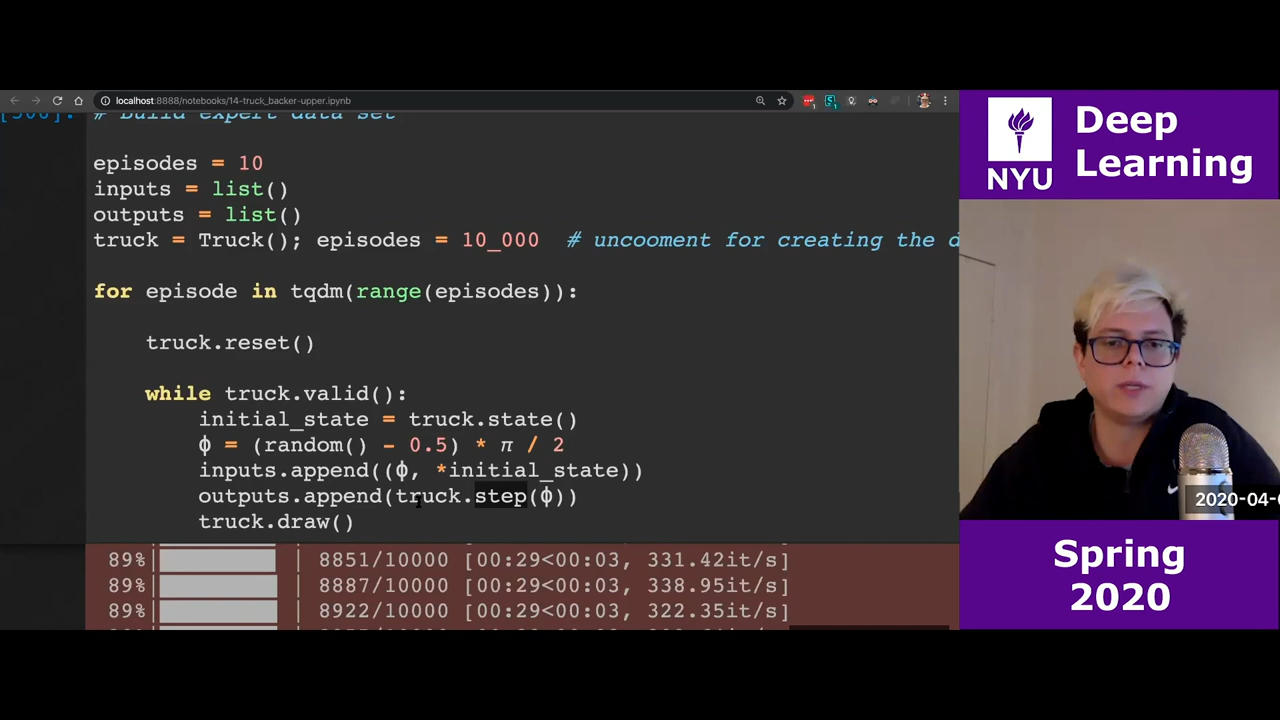 localhost:8888/notebooks/14-truck_backer-upper.ipynb
# Build expert data set
episodes = 10
inputs = list()
outputs = list()
truck = Truck(); episodes = 10_000 # uncooment for creating the d
for episode in tqdm(range(episodes)):
truck.reset()
while truck.valid():
initial_state = truck.state()
ϕ = (random() - 0.5) * π / 2
inputs.append((ϕ, *initial_state))
outputs.append(truck.step(ϕ))
truck.draw()
89%| | 8851/10000 [00:29<00:03, 331.42it/s]
89%| | 8887/10000 [00:29<00:03, 338.95it/s]
89%| | 8922/10000 [00:29<00:03, 322.35it/s]
NYU
Deep
Learning
2020-04-
Spring
2020